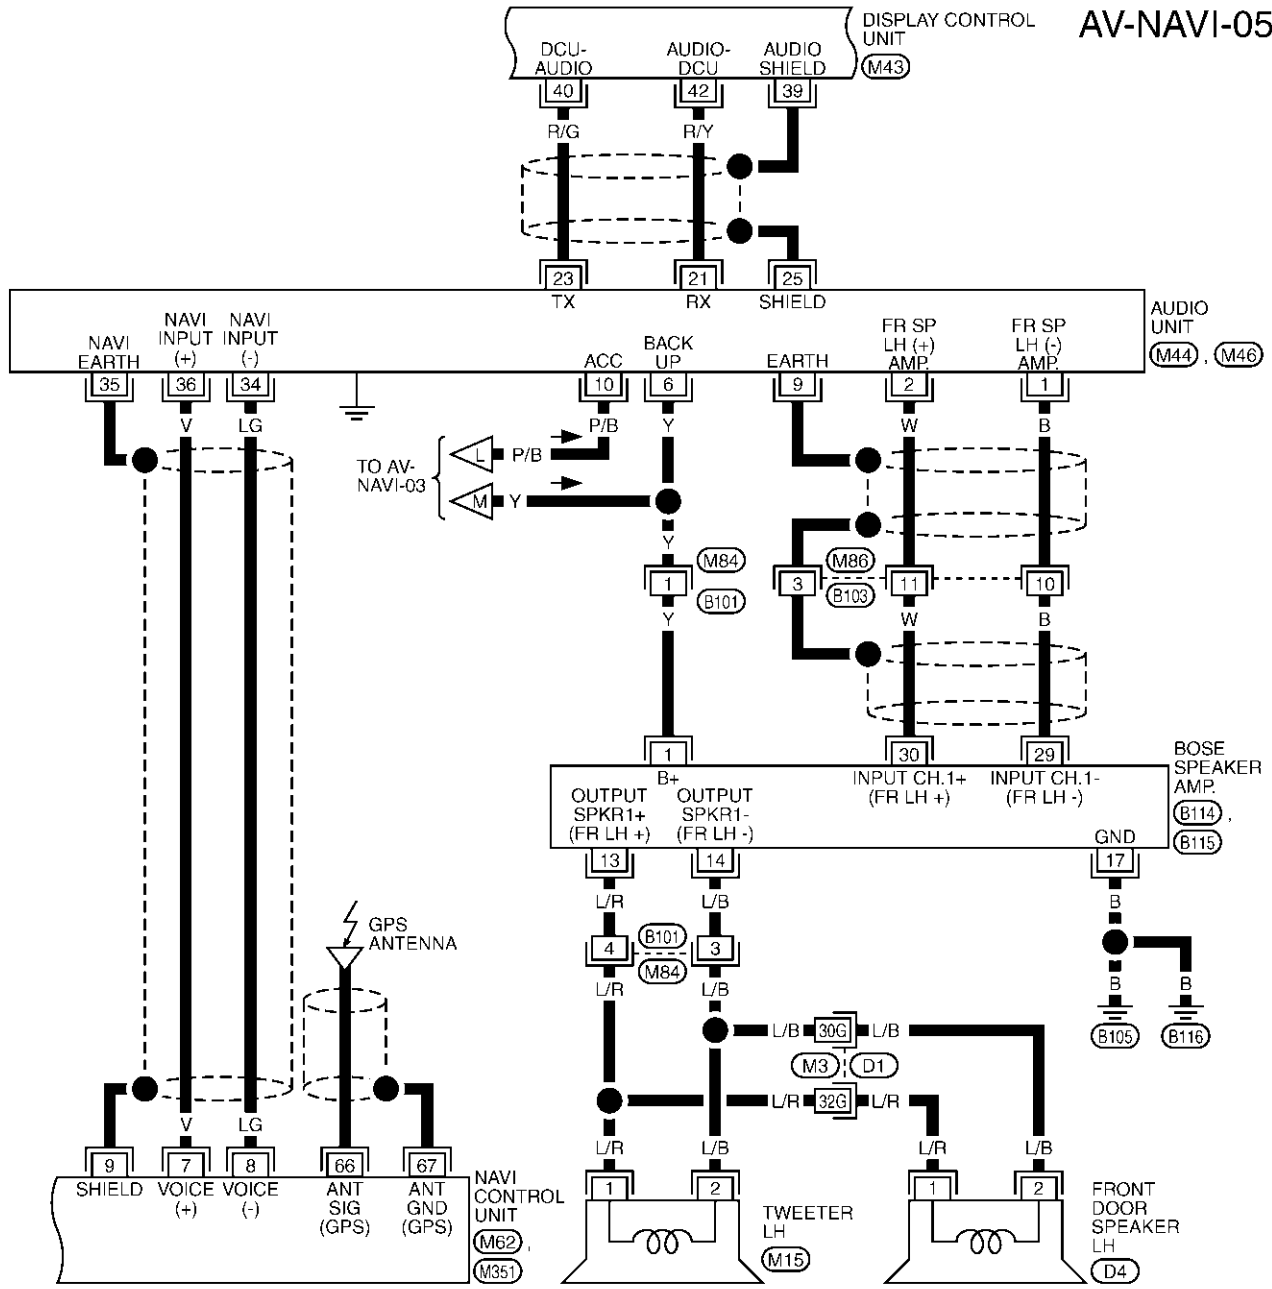 AV-NAVI-05
DISPLAY CONTROL
UNIT
M43
DCU-
AUDIO
AUDIO-
DCU
AUDIO
SHIELD
40
42
39
R/G
R/Y
23
21
25
TX
RX
SHIELD
AUDIO
UNIT
M44 , M46
NAVI
EARTH
NAVI
INPUT
(+)
NAVI
INPUT
(-)
ACC
BACK
UP
EARTH
FR SP
LH (+)
AMP.
FR SP
LH (-)
AMP.
35
36
34
10
6
9
2
1
V
LG
P/B
Y
W
B
TO AV-
NAVI-03
L
P/B
M
Y
Y
M84
1
B101
Y
M86
3
11
10
B103
W
B
1
30
29
B+
INPUT CH.1+
(FR LH +)
INPUT CH.1-
(FR LH -)
BOSE
SPEAKER
AMP.
B114 ,
B115
OUTPUT
SPKR1+
(FR LH +)
OUTPUT
SPKR1-
(FR LH -)
GND
13
14
17
L/R
L/B
B
B101
4
3
M84
L/R
L/B
B
B
B105
B116
GPS
ANTENNA
L/B
30G
L/B
M3
D1
L/R
32G
L/R
V
LG
L/R
L/B
L/R
L/B
9
7
8
66
67
SHIELD
VOICE
(+)
VOICE
(-)
ANT
SIG
(GPS)
ANT
GND
(GPS)
NAVI
CONTROL
UNIT
M62 ,
M351
1
2
TWEETER
LH
M15
1
2
FRONT
DOOR
SPEAKER
LH
D4